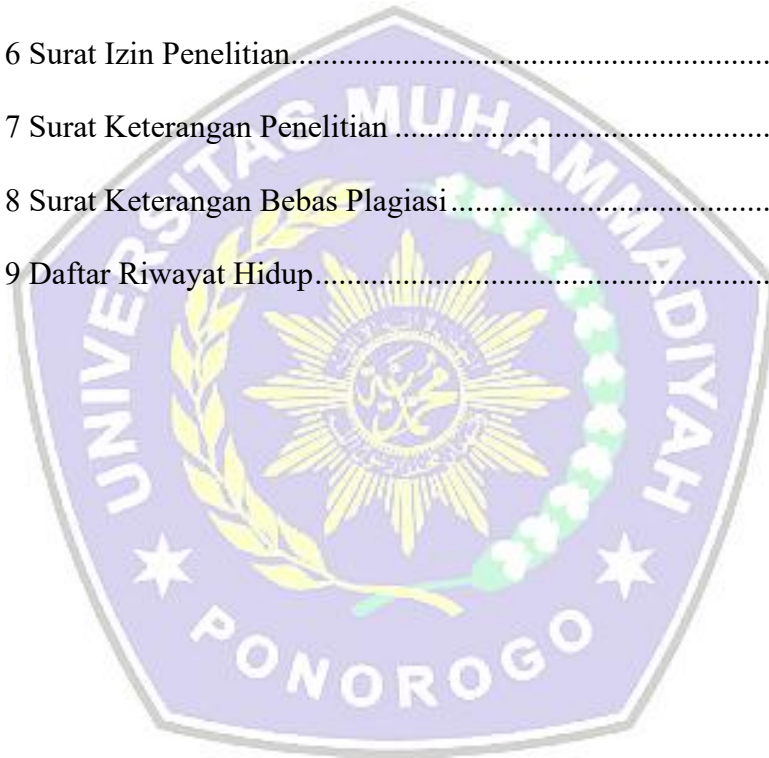 6 Surat Izin Penelitian............................................................
7 Surat Keterangan Penelitian ...............................................
8 Surat Keterangan Bebas Plagiasi........................................
9 Daftar Riwayat Hidup.........................................................
UNIVERSITAS MUHAMMADIYAH
PONOROGO